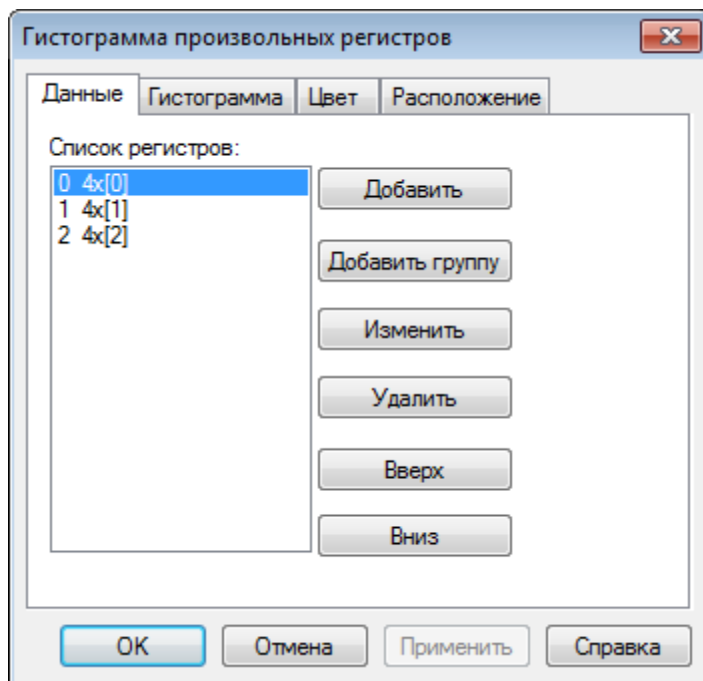 Гистограмма произвольных регистров
Данные Гистограмма Цвет Расположение
Список регистров:
0 4x[0]
1 4x[1]
2 4x[2]
Добавить
Добавить группу
Изменить
Удалить
Вверх
Вниз
OK Отмена Применить Справка